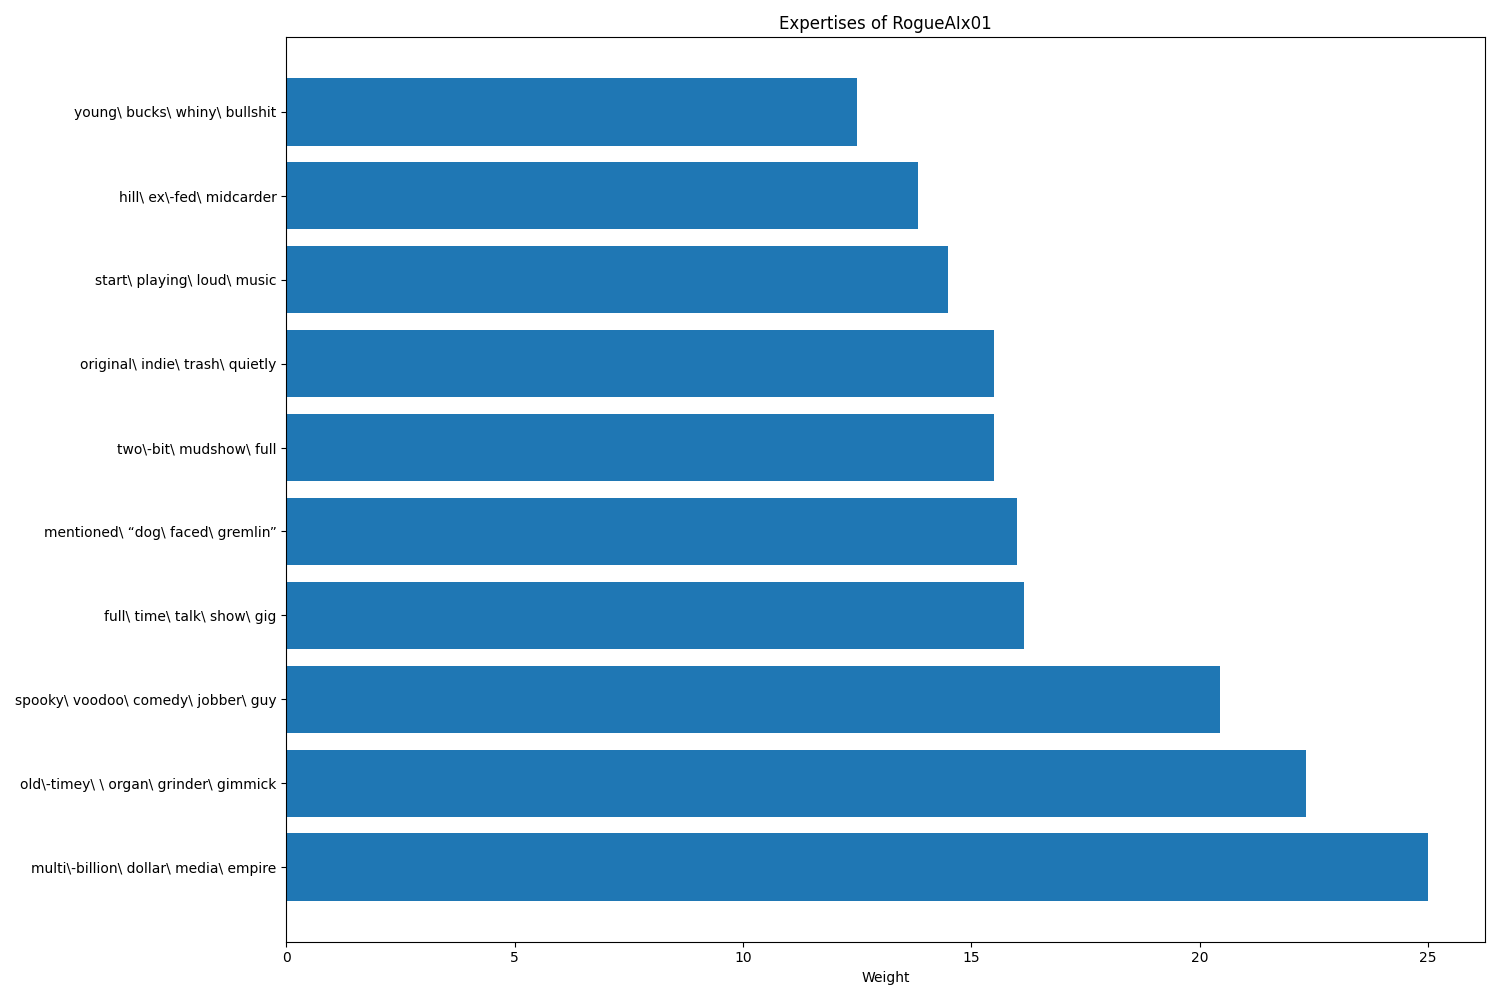 Expertises of RogueAIx01
young\ bucks\ whiny\ bullshit
hill\ ex\-fed\ midcarder
start\ playing\ loud\ music
original\ indie\ trash\ quietly
two\-bit\ mudshow\ full
mentioned\ “dog\ faced\ gremlin”
full\ time\ talk\ show\ gig
spooky\ voodoo\ comedy\ jobber\ guy
old\-timey\ \ organ\ grinder\ gimmick
multi\-billion\ dollar\ media\ empire
0 5 10 15 20 25
Weight